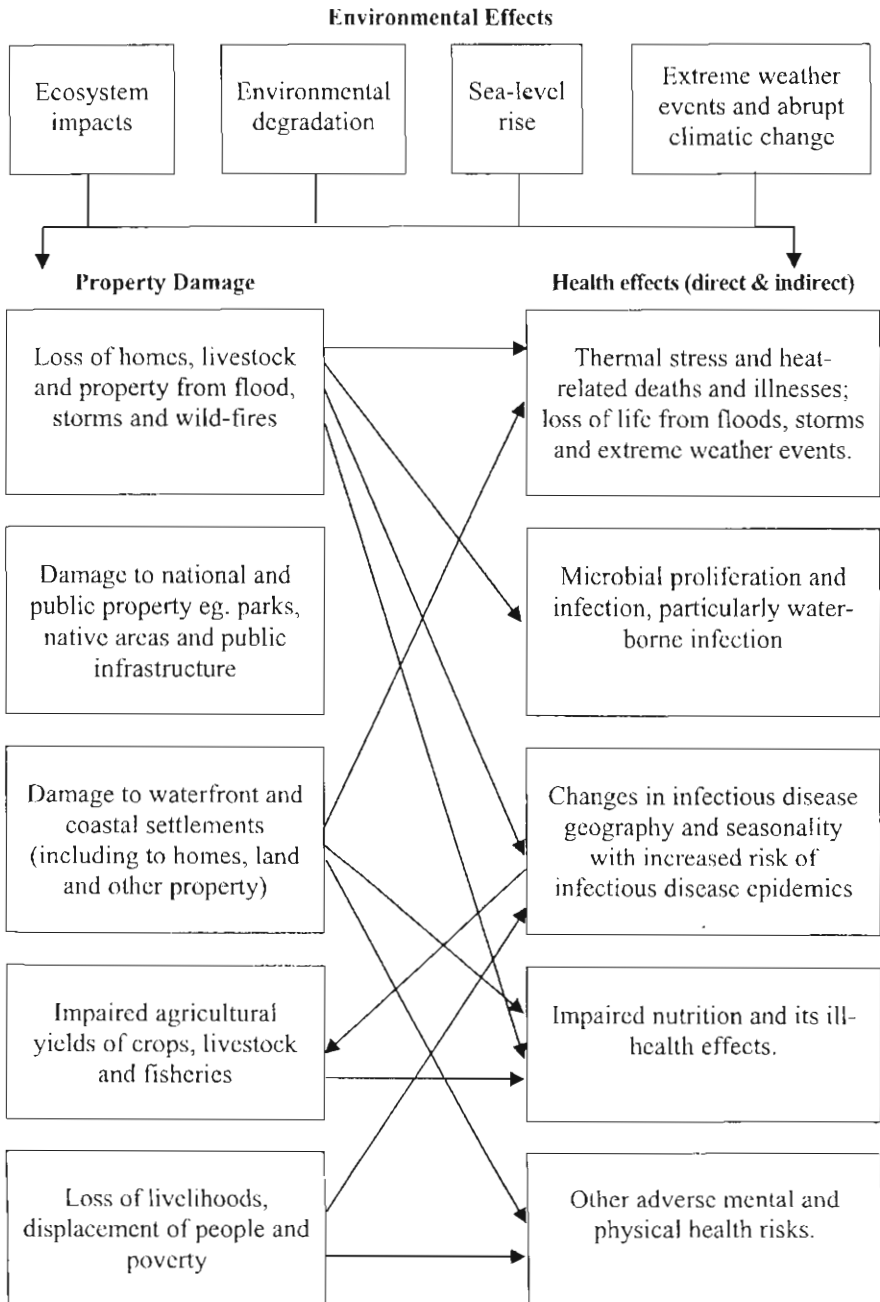 Environmental Effects
Ecosystem
impacts
Environmental
degradation
Sea-level
rise
Extreme weather
events and abrupt
climatic change
Property Damage
Health effects (direct & indirect)
Loss of homes, livestock
and property from flood,
storms and wild-fires
Thermal stress and heat-
related deaths and illnesses;
loss of life from floods, storms
and extreme weather events.
Damage to national and
public property eg. parks,
native areas and public
infrastructure
Microbial proliferation and
infection, particularly water-
borne infection
Damage to waterfront and
coastal settlements
(including to homes, land
and other property)
Changes in infectious disease
geography and seasonality
with increased risk of
infectious disease epidemics
Impaired agricultural
yields of crops, livestock
and fisheries
Impaired nutrition and its ill-
health effects.
Loss of livelihoods,
displacement of people and
poverty
Other adverse mental and
physical health risks.